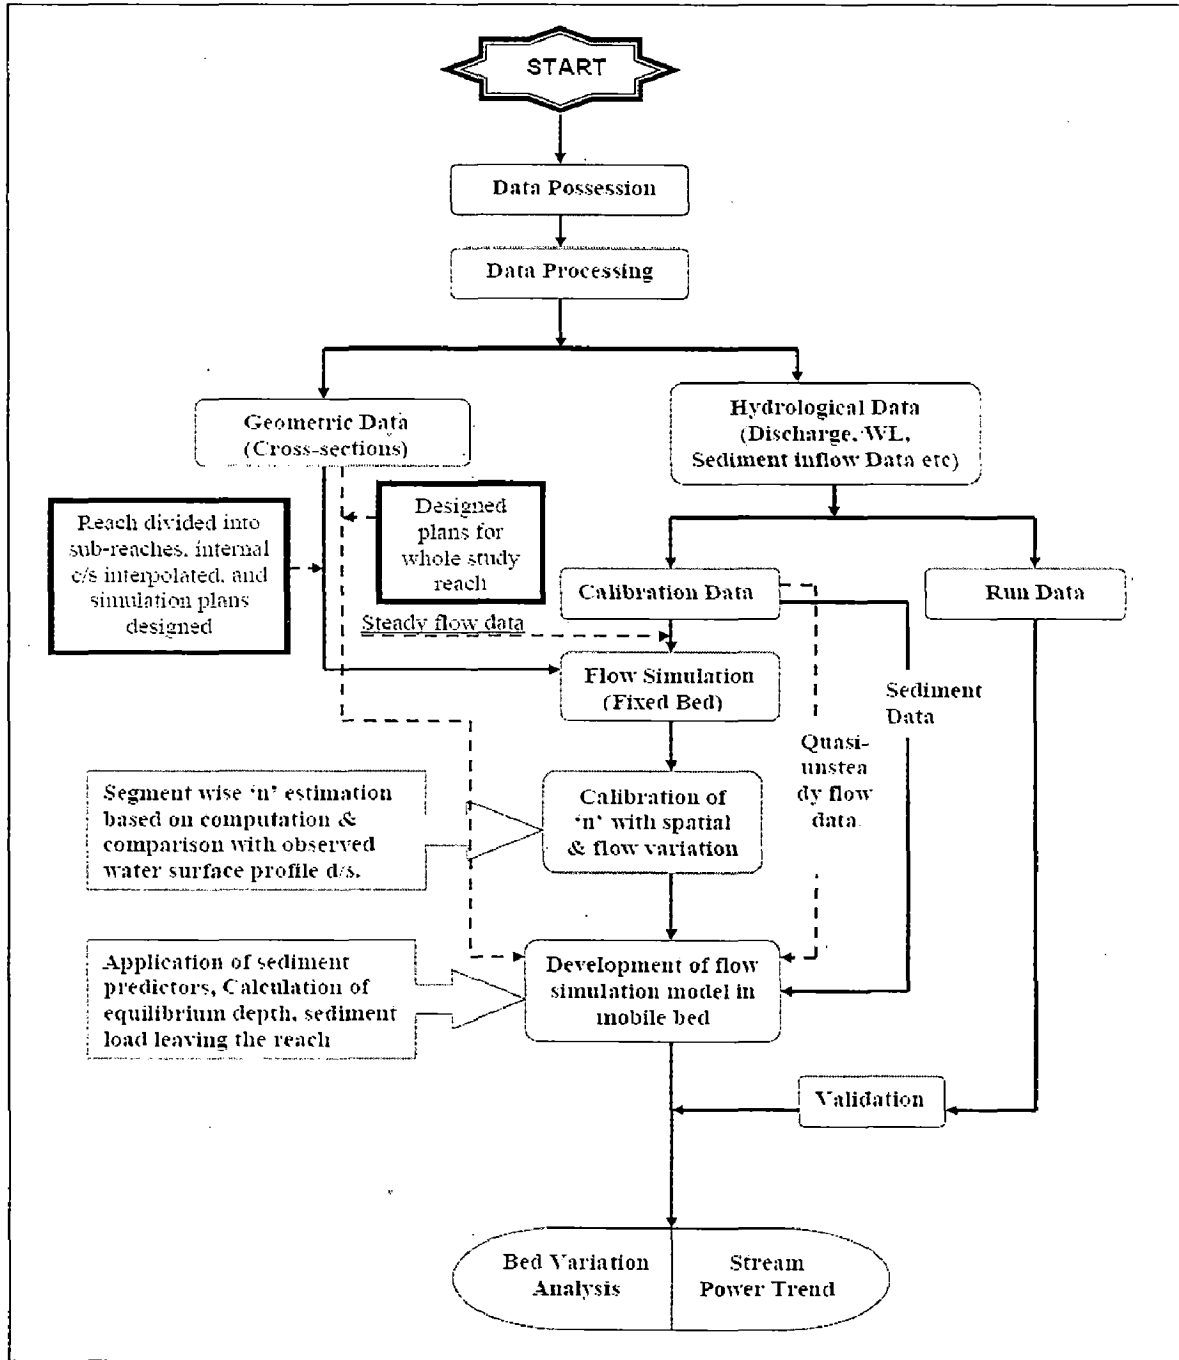 START
Data Possession
Data Processing
Geometric Data
(Cross-sections)
Hydrological Data
(Discharge, WL,
Sediment inflow Data etc)
Reach divided into
sub-reaches, internal
c/s interpolated, and
simulation plans
designed
Designed
plans for
whole study
reach
Calibration Data
Run Data
Steady flow data
Flow Simulation
(Fixed Bed)
Sediment
Data
Quasi-
unstea
dy flow
data
Segment wise ‘n’ estimation
based on computation &
comparison with observed
water surface profile d/s.
Calibration of
‘n’ with spatial
& flow variation
Application of sediment
predictors, Calculation of
equilibrium depth, sediment
load leaving the reach
Development of flow
simulation model in
mobile bed
Validation
Bed Variation
Analysis
Stream
Power Trend